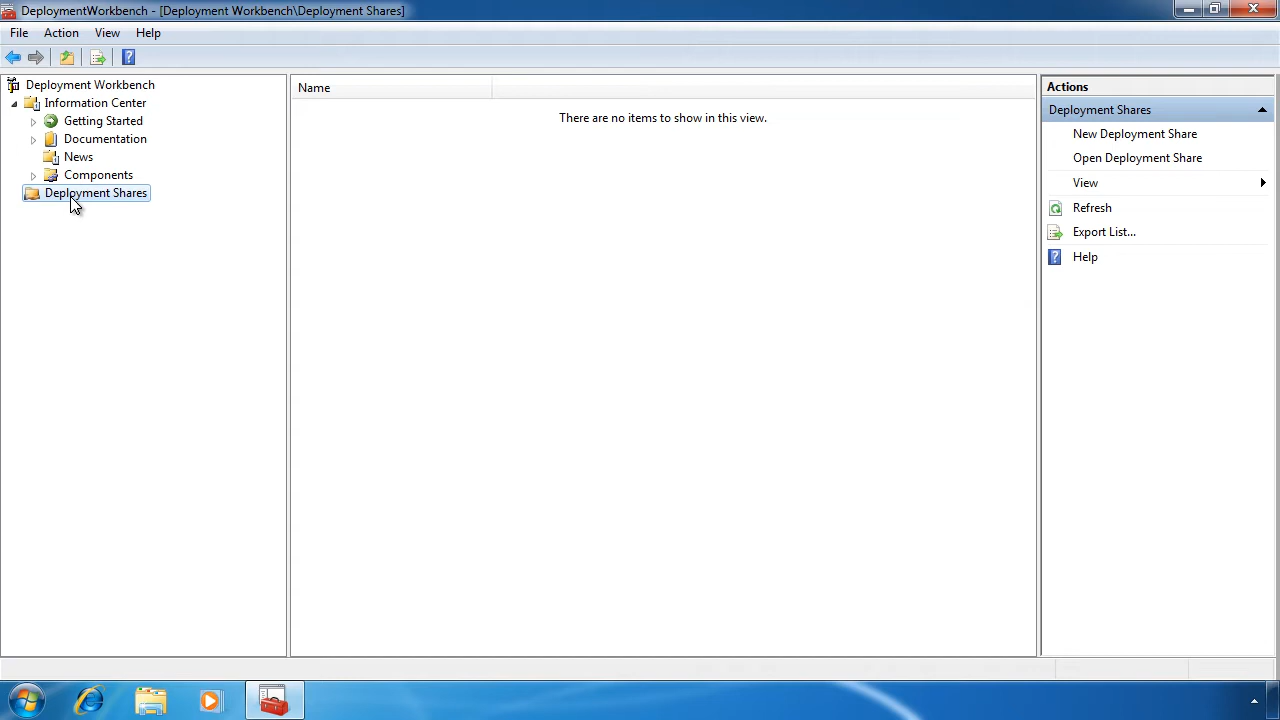 DeploymentWorkbench - [Deployment Workbench\Deployment Shares]
File Action View Help
Deployment Workbench
Information Center
Getting Started
Documentation
News
Components
Deployment Shares
Name
There are no items to show in this view.
Actions
Deployment Shares
New Deployment Share
Open Deployment Share
View
Refresh
Export List...
Help